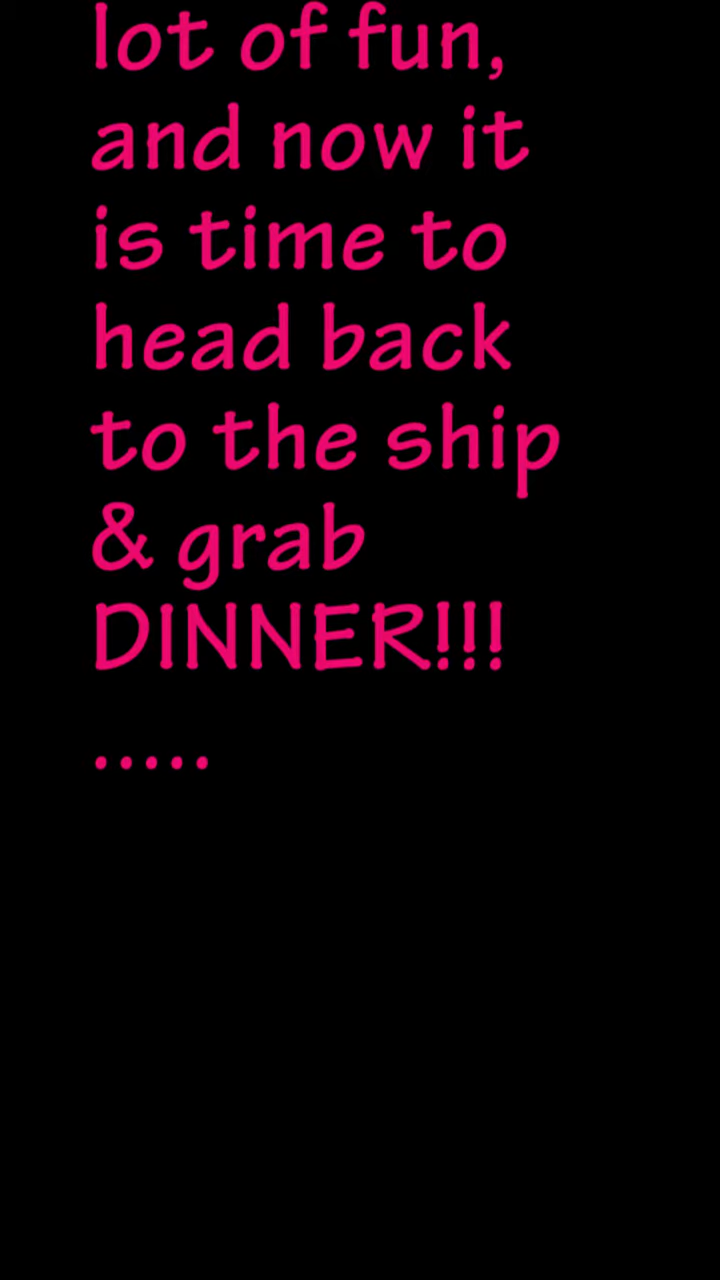 lot of fun,
and now it
is time to
head back
to the ship
& grab
DINNER!!!
.....